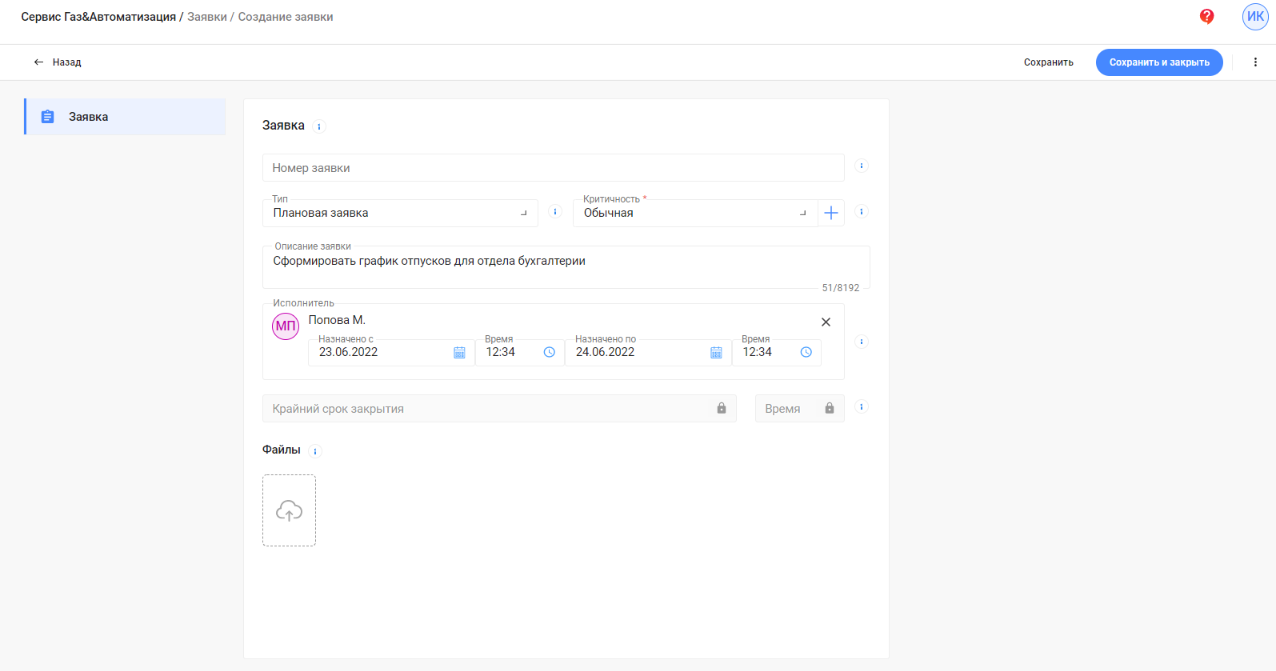 Сервис Газ&Автоматизация / Заявки / Создание заявки
?
ИК
← Назад
Сохранить
Сохранить и закрыть
Заявка
Заявка
Номер заявки
Тип
Плановая заявка
Критичность *
Обычная
Описание заявки
Сформировать график отпусков для отдела бухгалтерии
51/8192
Исполнитель
МП
Попова М.
Назначено с
23.06.2022
Время
12:34
Назначено по
24.06.2022
Время
12:34
Крайний срок закрытия
Время
Файлы